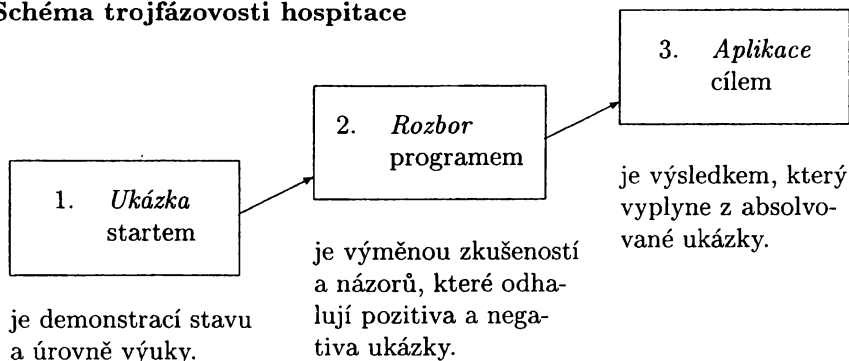 Schéma trojfázovosti hospitace
3. Aplikace
cílem
2. Rozbor
programem
1. Ukázka
startem
je výsledkem, který
vyplyne z absolvo-
vané ukázky.
je výměnou zkušeností
a názorů, které odha-
lují pozitiva a nega-
tiva ukázky.
je demonstrací stavu
a úrovně výuky.